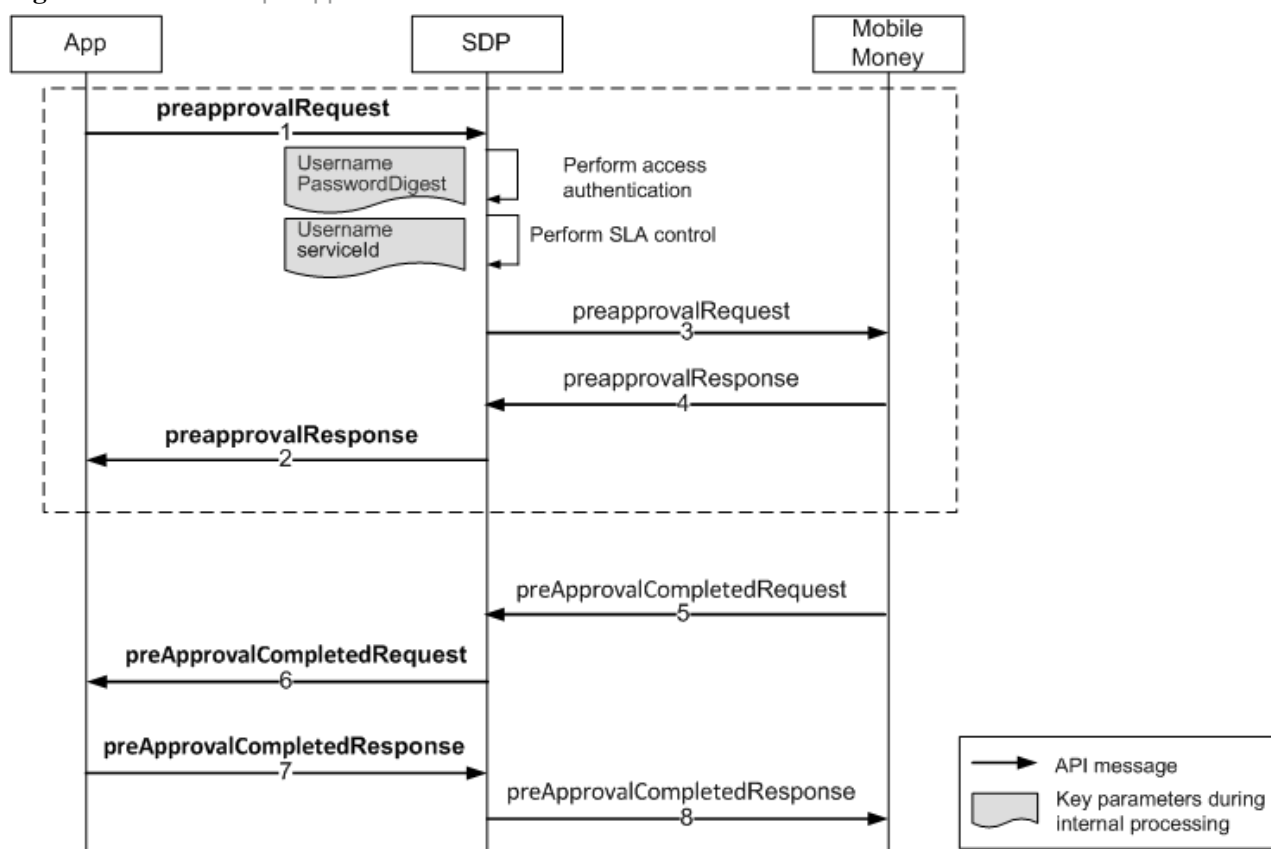 App
SDP
Mobile
Money
preapprovalRequest
1
Username
PasswordDigest
Perform access
authentication
Username
serviceId
Perform SLA control
preapprovalRequest
3
preapprovalResponse
4
preapprovalResponse
2
preApprovalCompletedRequest
5
preApprovalCompletedRequest
6
preApprovalCompletedResponse
7
preApprovalCompletedResponse
8
API message
Key parameters during
internal processing